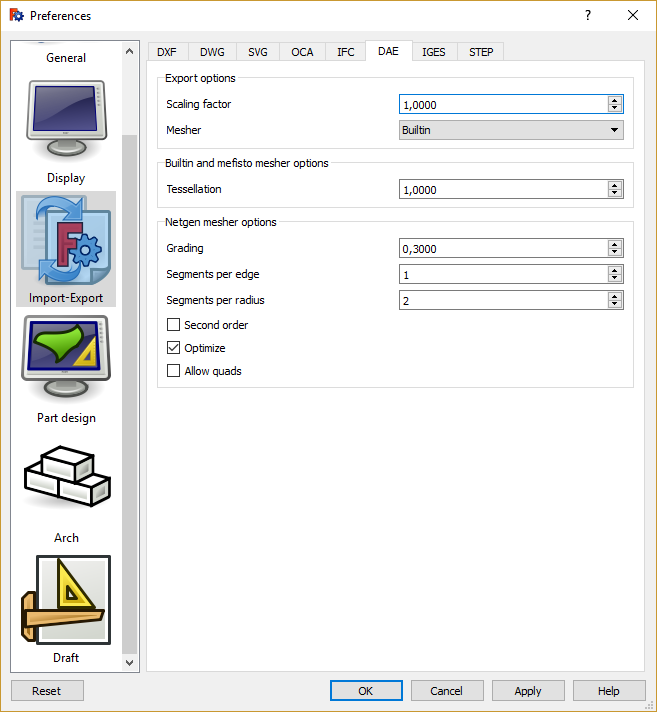 Preferences
?
General
Display
Import-Export
Part design
Arch
Draft
DXF DWG SVG OCA IFC DAE IGES STEP
Export options
Scaling factor 1,0000
Mesher Builtin
Builtin and mefisto mesher options
Tessellation 1,0000
Netgen mesher options
Grading 0,3000
Segments per edge 1
Segments per radius 2
Second order
Optimize
Allow quads
Reset OK Cancel Apply Help